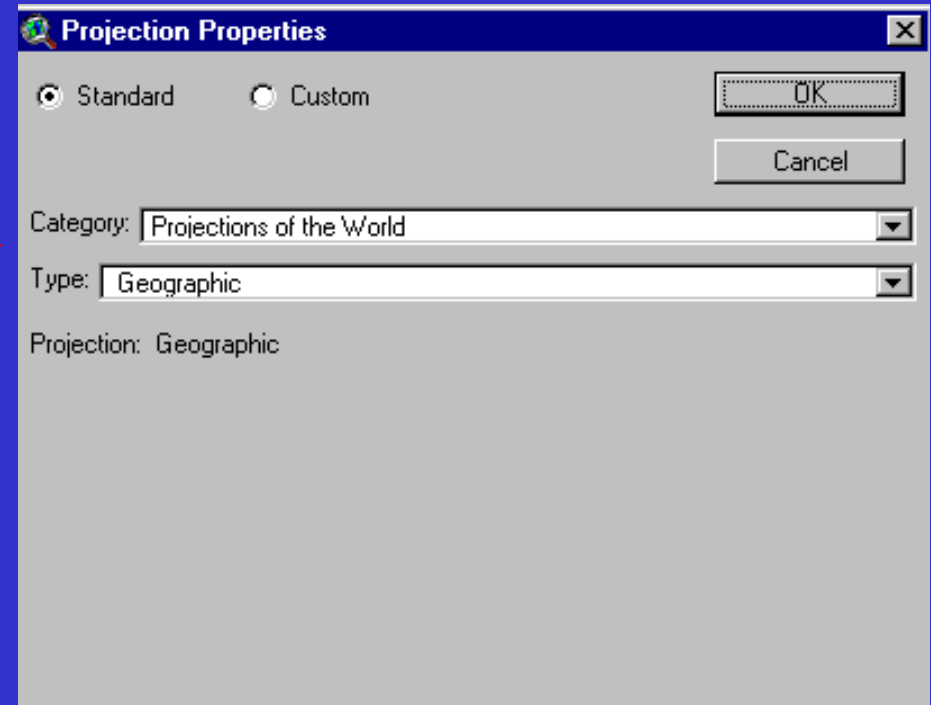 Projection Properties
Standard Custom OK
Cancel
Category: Projections of the World
Type: Geographic
Projection: Geographic